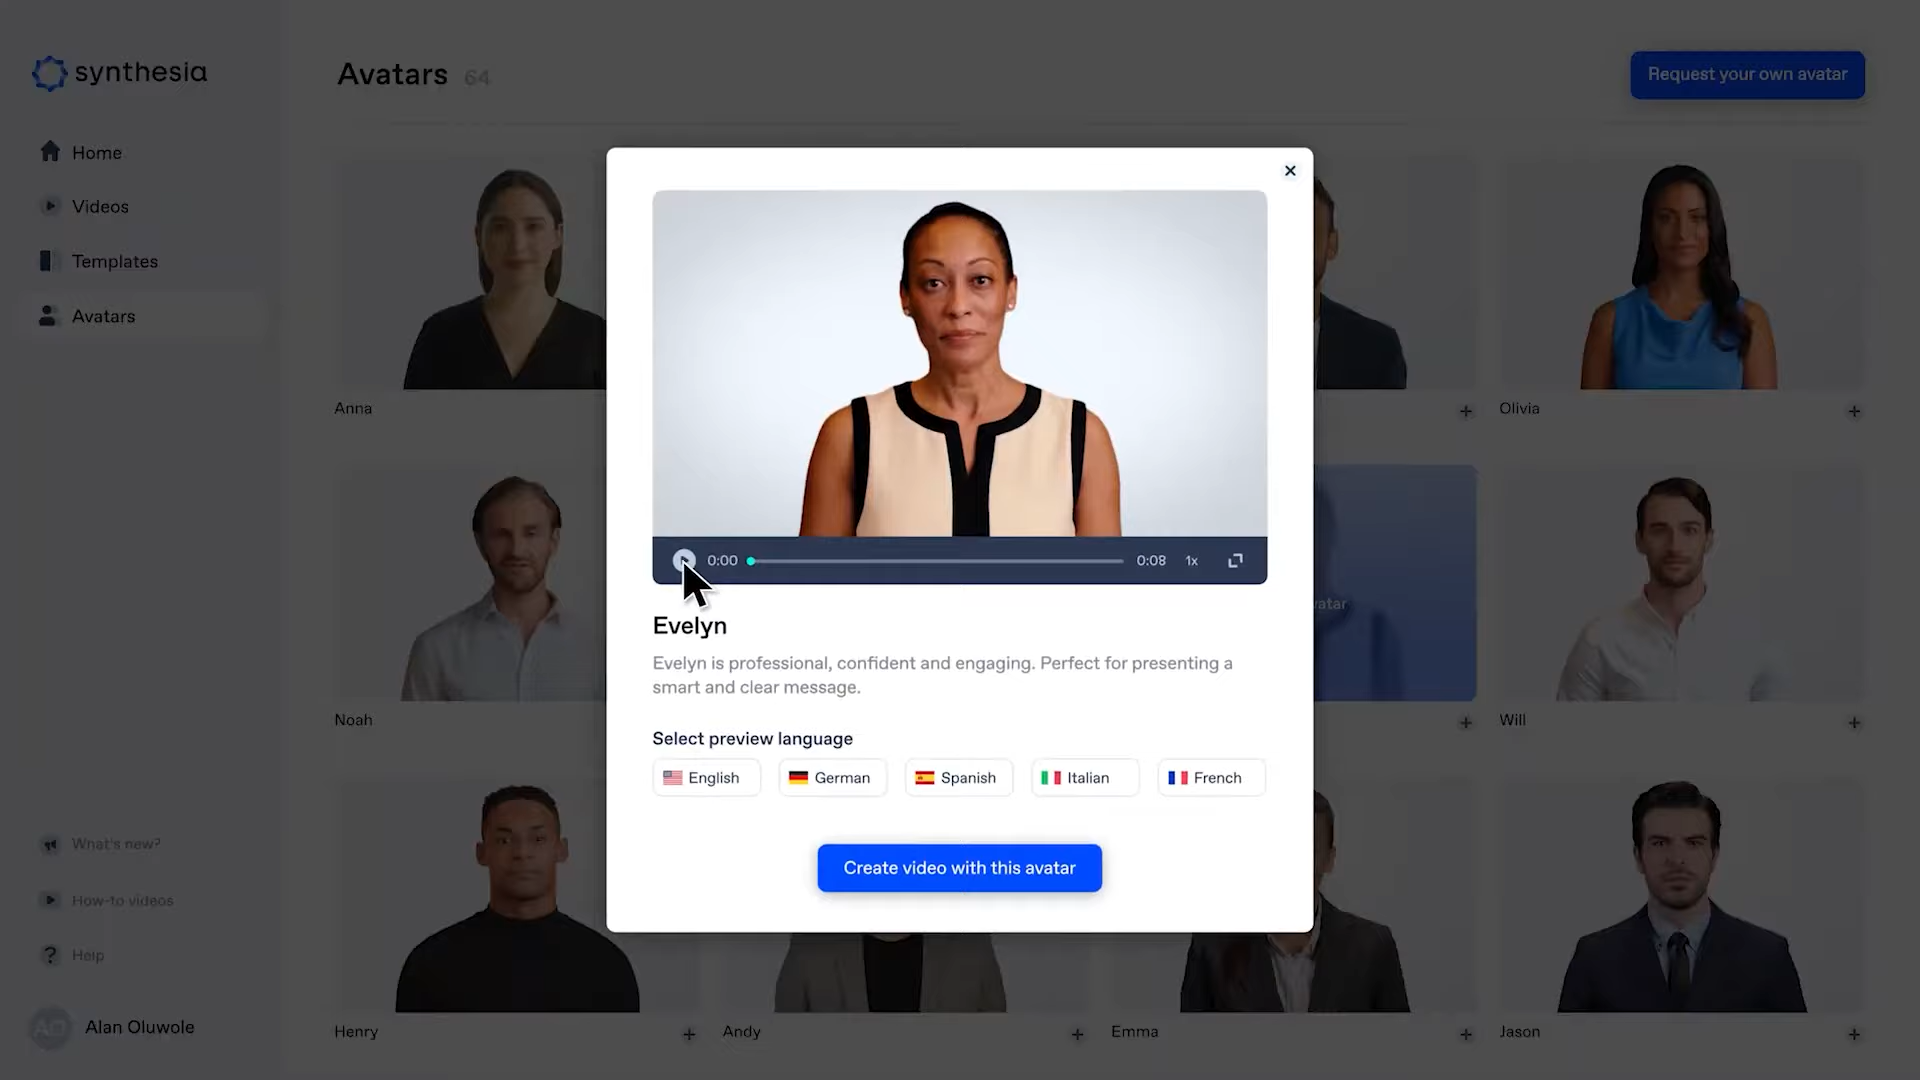 synthesia
Avatars 64
Request your own avatar
Home
Videos
Templates
Avatars
Anna
Olivia
0:00
0:08
1x
Evelyn
Evelyn is professional, confident and engaging. Perfect for presenting a
smart and clear message.
Select preview language
English
German
Spanish
Italian
French
Create video with this avatar
Noah
Will
What's new?
How-to videos
Help
AO Alan Oluwole
Henry
Andy
Emma
Jason